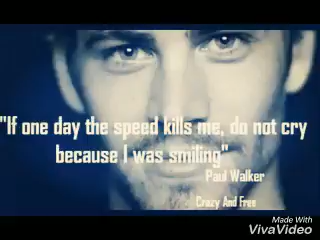 "If one day the speed kills me, do not cry
because I was smiling"
Paul Walker
Crazy And Free
Made With
VivaVideo